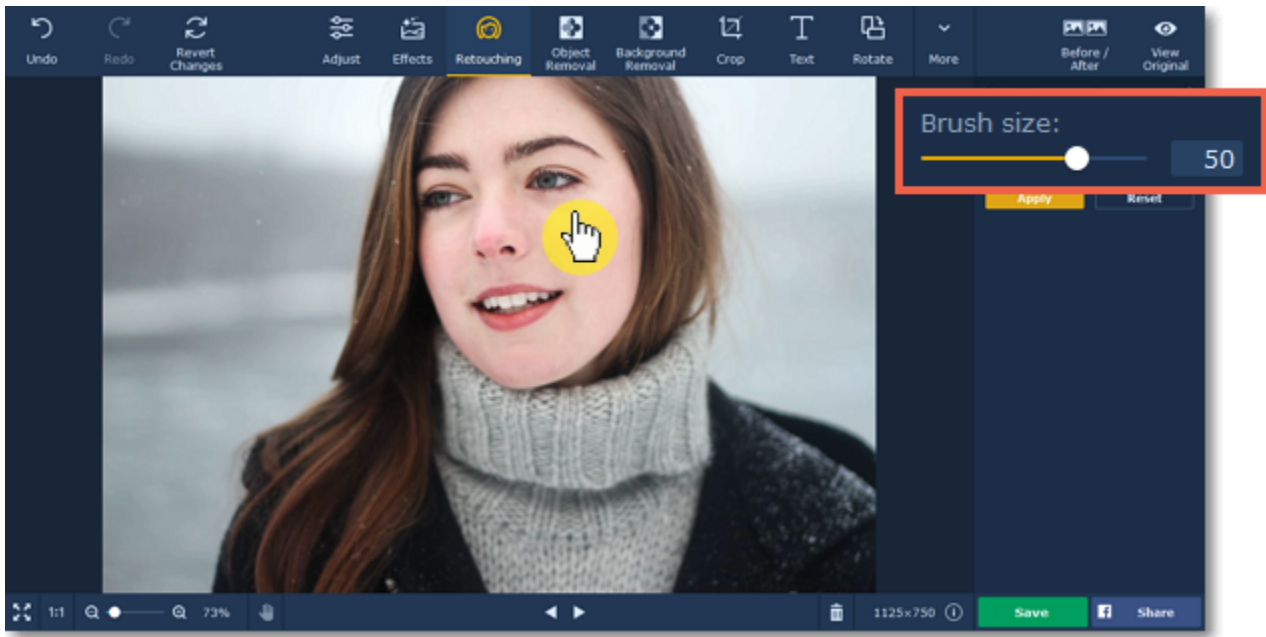 Undo
Redo
Revert
Changes
Adjust
Effects
Retouching
Object
Removal
Background
Removal
Crop
Text
Rotate
More
Before /
After
View
Original
Brush size:
50
Apply
Reset
1:1
73%
1125×750
Save
Share